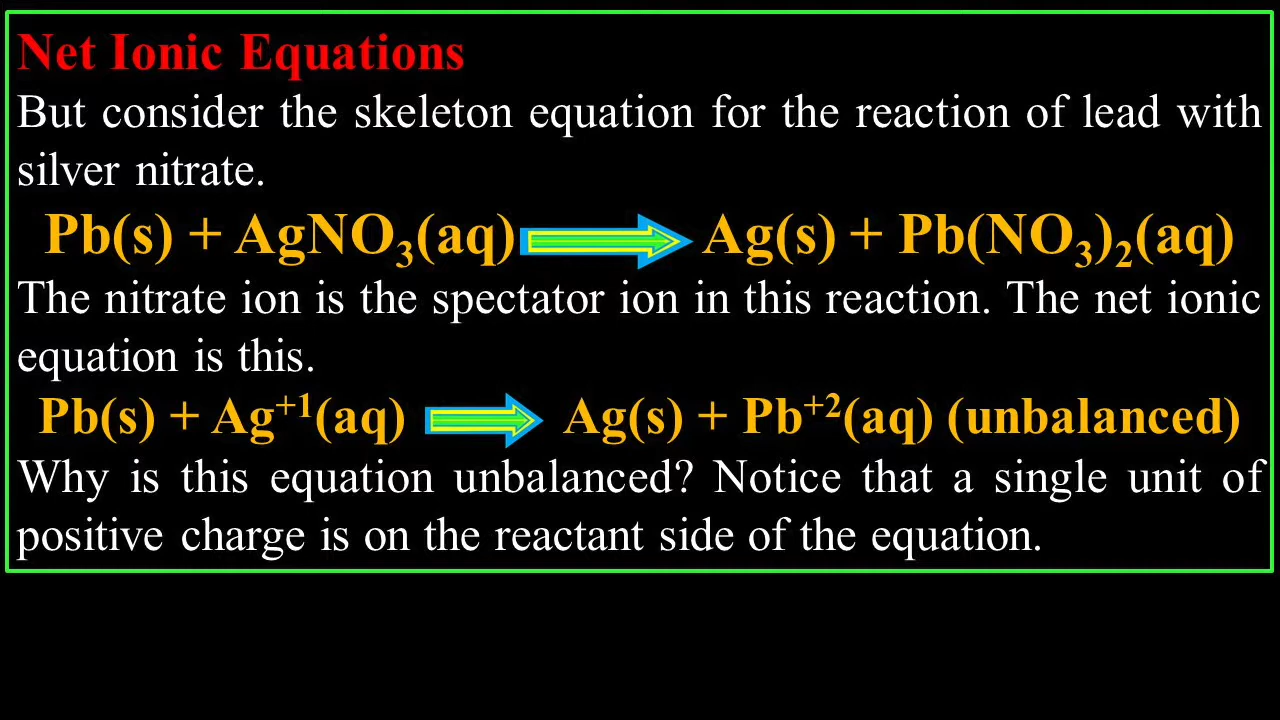 Net Ionic Equations
But consider the skeleton equation for the reaction of lead with
silver nitrate.
Pb(s) + AgNO₃(aq) Ag(s) + Pb(NO₃)₂(aq)
The nitrate ion is the spectator ion in this reaction. The net ionic
equation is this.
Pb(s) + Ag⁺¹(aq) Ag(s) + Pb⁺²(aq) (unbalanced)
Why is this equation unbalanced? Notice that a single unit of
positive charge is on the reactant side of the equation.